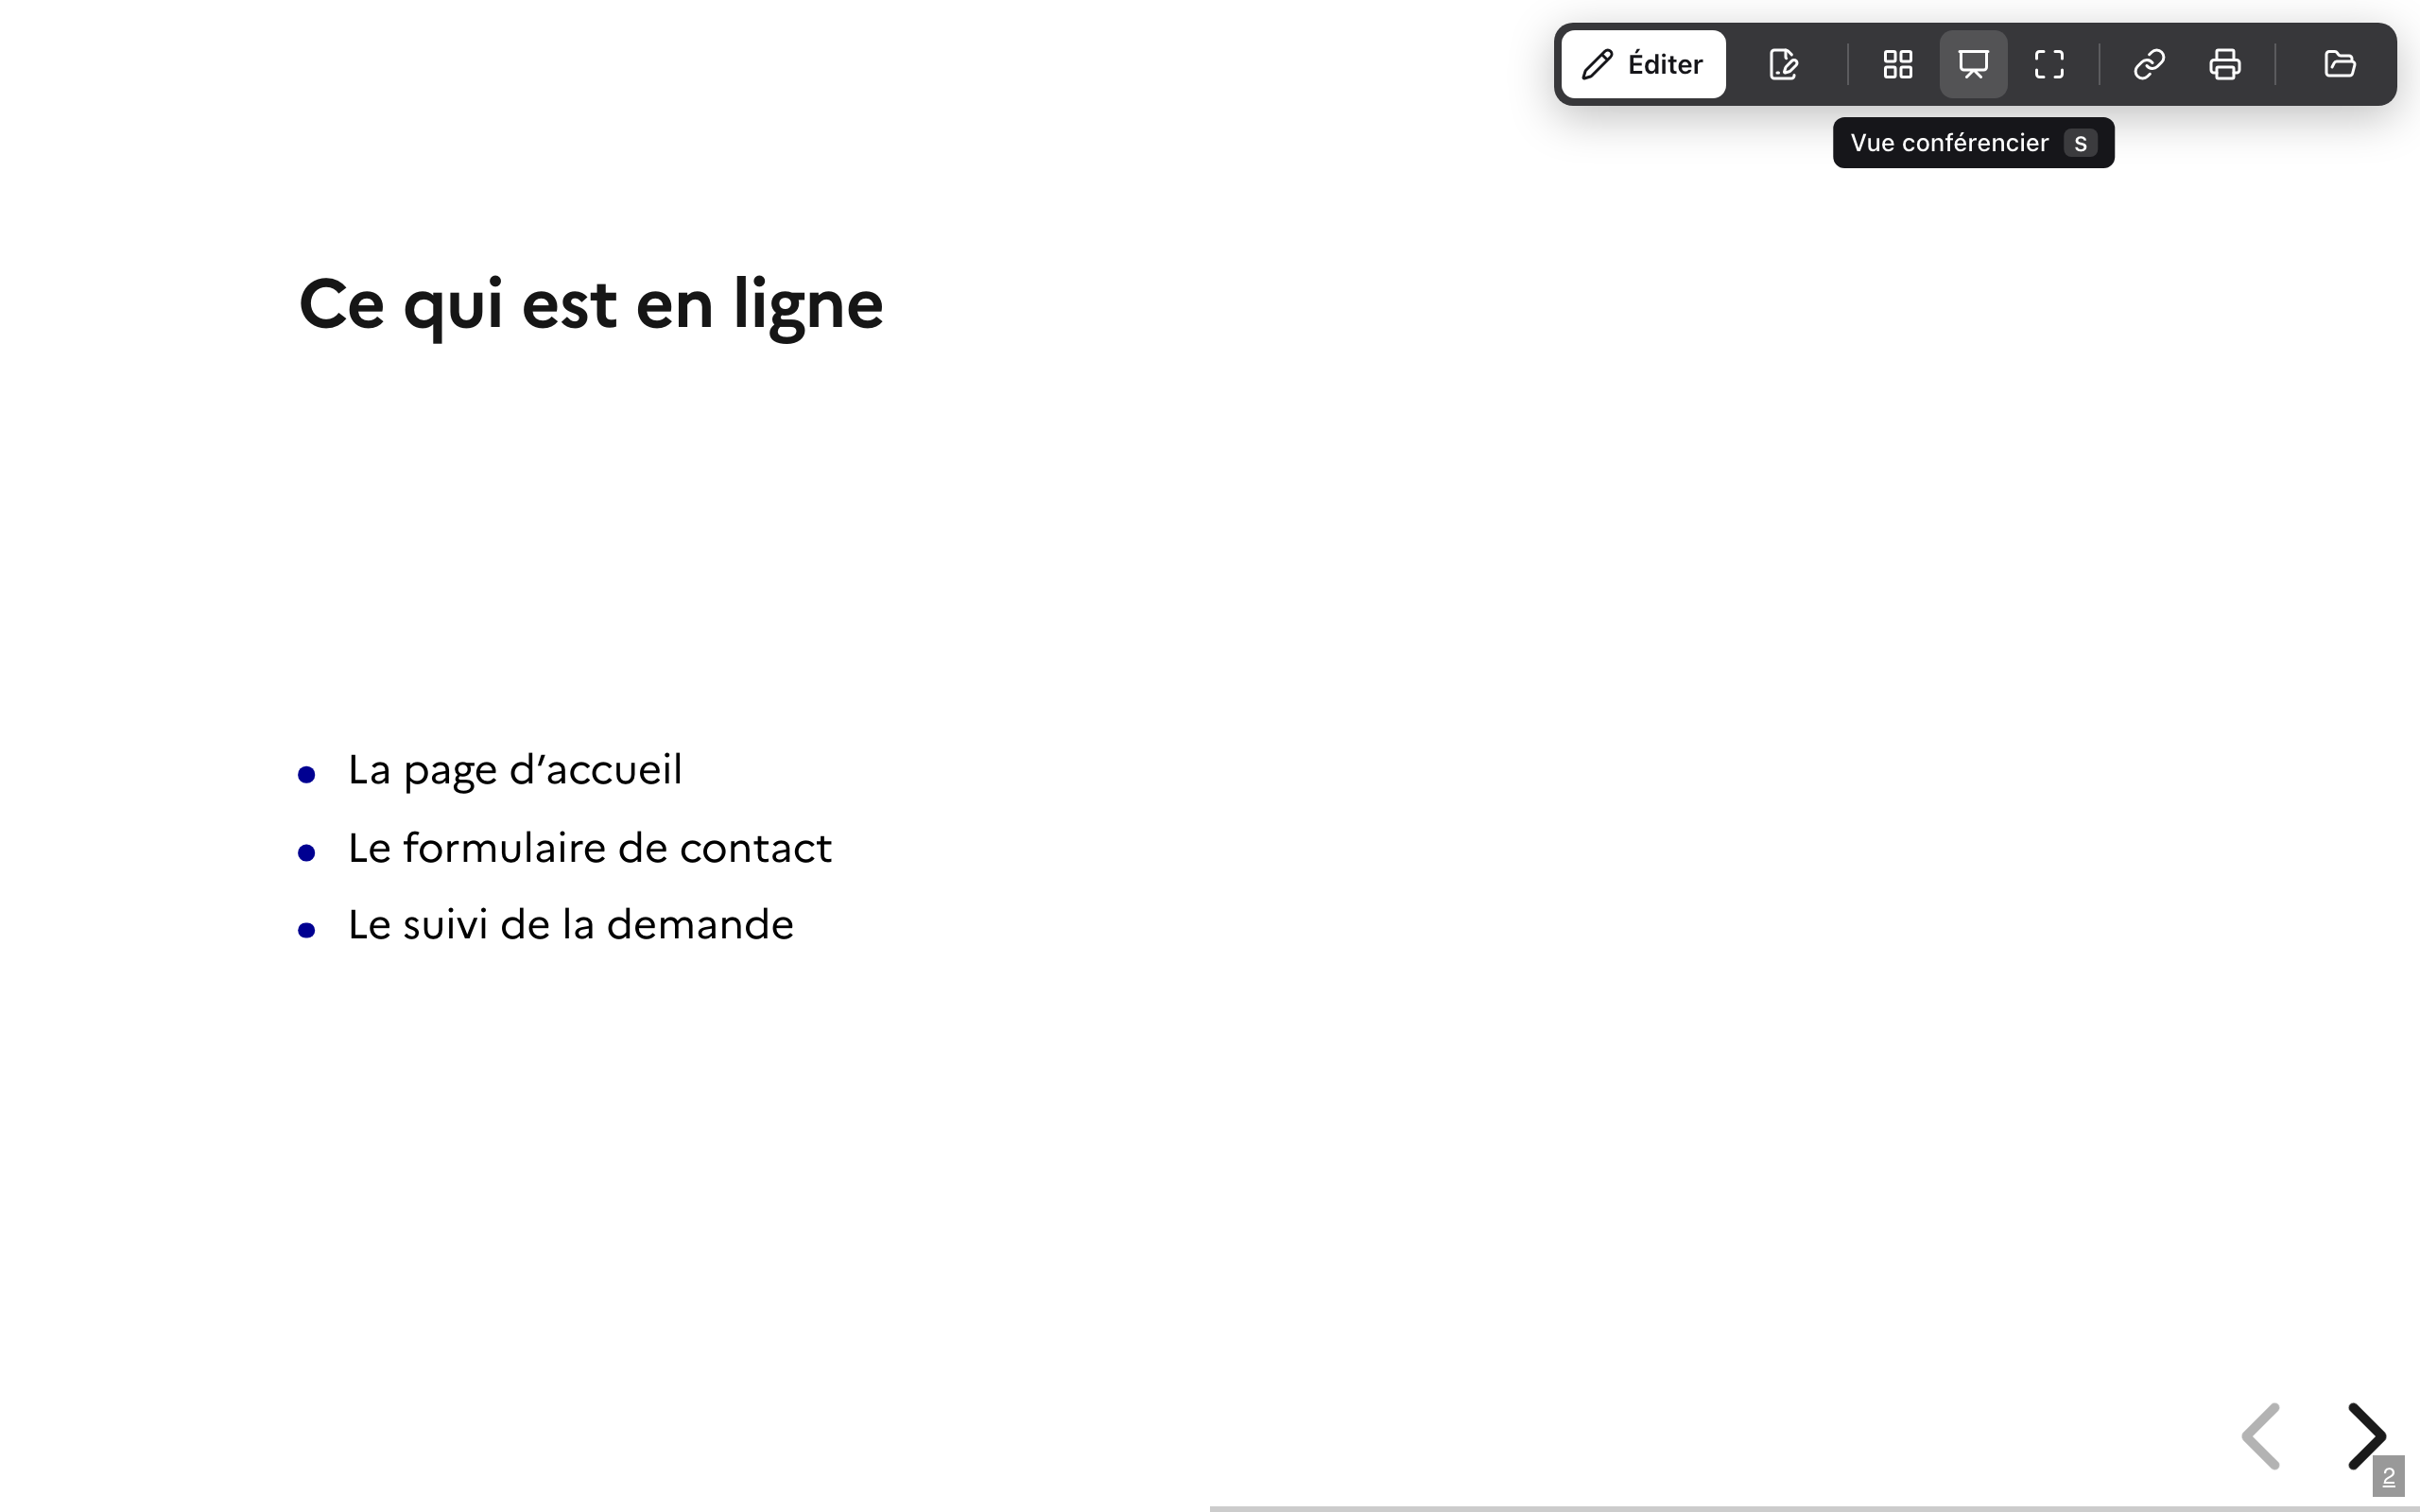 Éditer
Vue conférencier S
Ce qui est en ligne
La page d’accueil
Le formulaire de contact
Le suivi de la demande
2